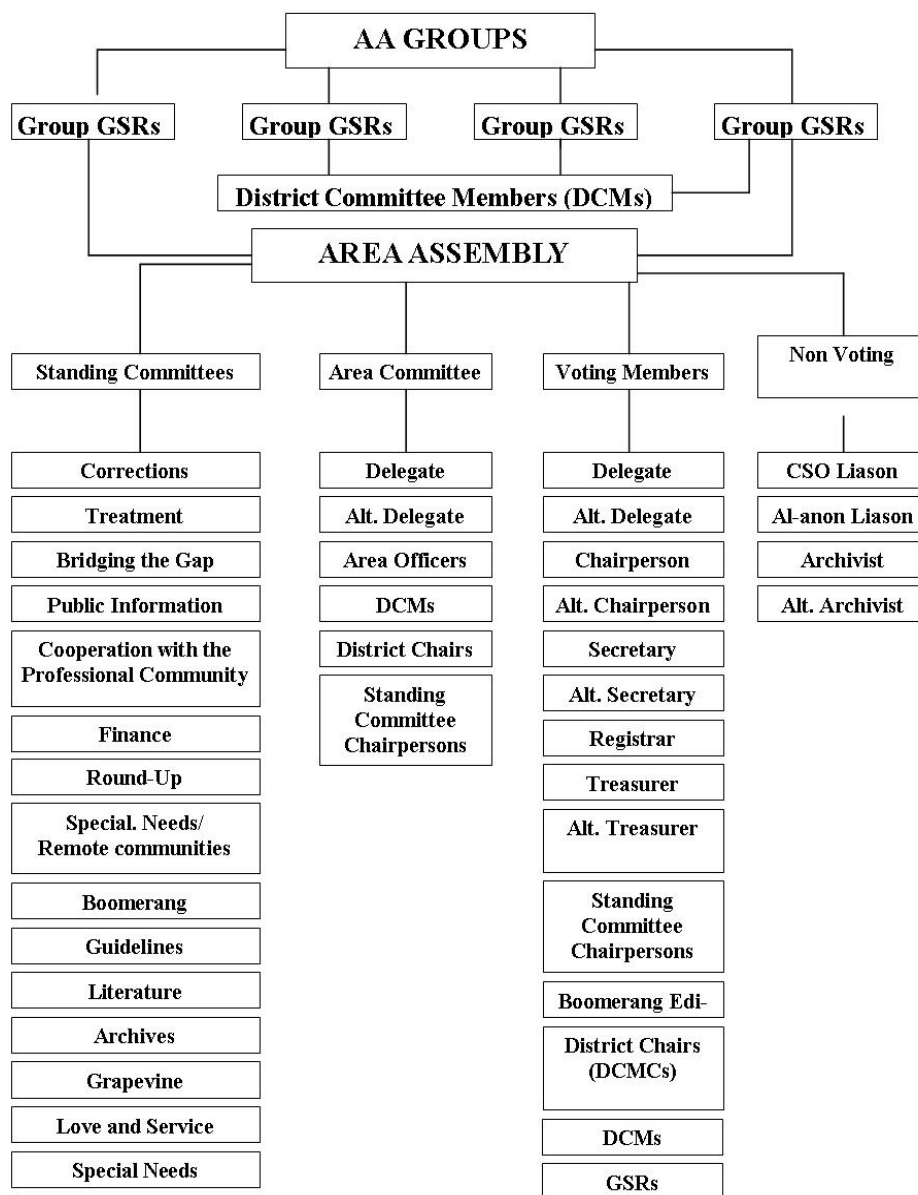 AA GROUPS
Group GSRs
Group GSRs
Group GSRs
Group GSRs
District Committee Members (DCMs)
AREA ASSEMBLY
Standing Committees
Corrections
Treatment
Bridging the Gap
Public Information
Cooperation with the
Professional Community
Finance
Round-Up
Special. Needs/
Remote communities
Boomerang
Guidelines
Literature
Archives
Grapevine
Love and Service
Special Needs
Area Committee
Delegate
Alt. Delegate
Area Officers
DCMs
District Chairs
Standing
Committee
Chairpersons
Voting Members
Delegate
Alt. Delegate
Chairperson
Alt. Chairperson
Secretary
Alt. Secretary
Registrar
Treasurer
Alt. Treasurer
Standing
Committee
Chairpersons
Boomerang Edi-
District Chairs
(DCMCs)
DCMs
GSRs
Non Voting
CSO Liason
Al-anon Liason
Archivist
Alt. Archivist